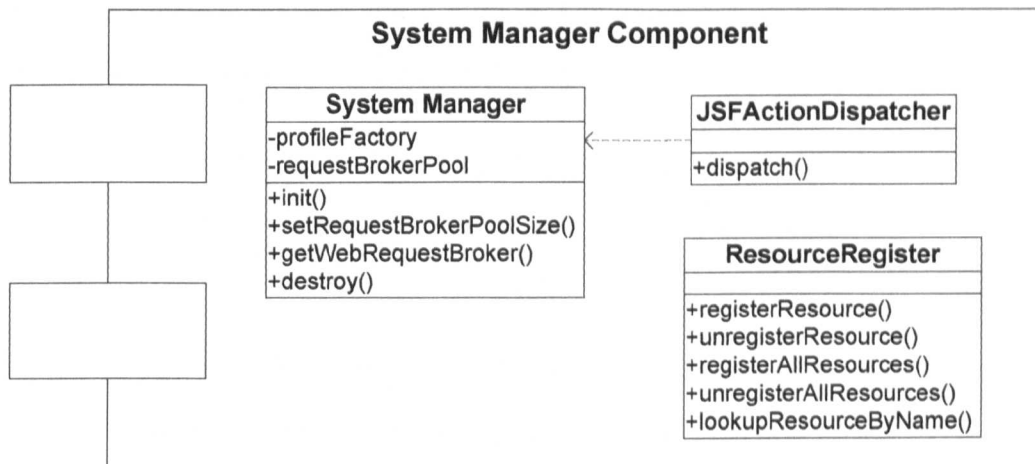 System Manager Component
System Manager
-profileFactory
-requestBrokerPool
+init()
+setRequestBrokerPoolSize()
+getWebRequestBroker()
+destroy()
JSFActionDispatcher
+dispatch()
ResourceRegister
+registerResource()
+unregisterResource()
+registerAllResources()
+unregisterAllResources()
+lookupResourceByName()